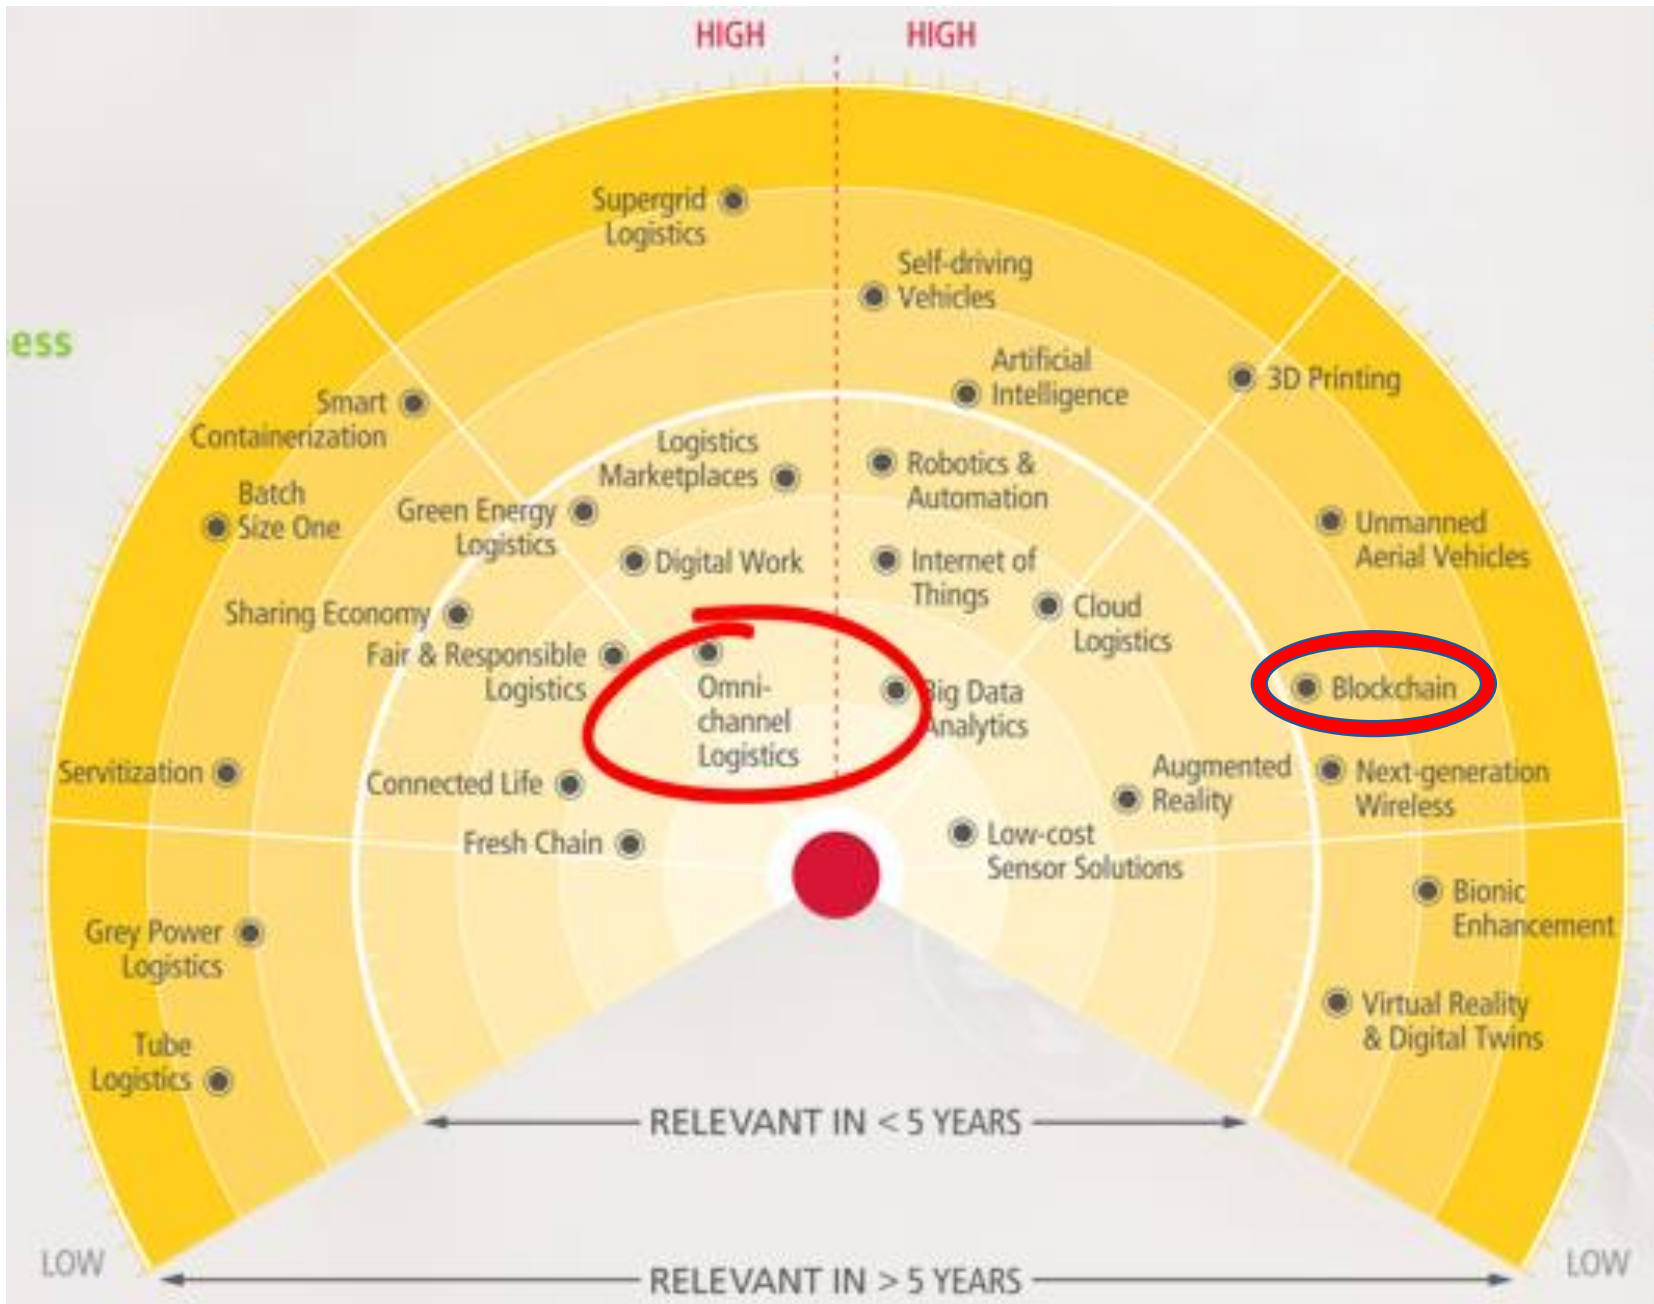 HIGH
HIGH
Supergrid
Logistics
Self-driving
Vehicles
ess
Artificial
Intelligence
3D Printing
Smart
Containerization
Logistics
Marketplaces
Robotics &
Automation
Batch
Size One
Green Energy
Logistics
Unmanned
Aerial Vehicles
Digital Work
Internet of
Things
Sharing Economy
Cloud
Logistics
Fair & Responsible
Logistics
Omni-
channel
Logistics
Big Data
Analytics
Blockchain
Servitization
Connected Life
Augmented
Reality
Next-generation
Wireless
Fresh Chain
Low-cost
Sensor Solutions
Bionic
Enhancement
Grey Power
Logistics
Virtual Reality
& Digital Twins
Tube
Logistics
RELEVANT IN < 5 YEARS
LOW
LOW
RELEVANT IN > 5 YEARS